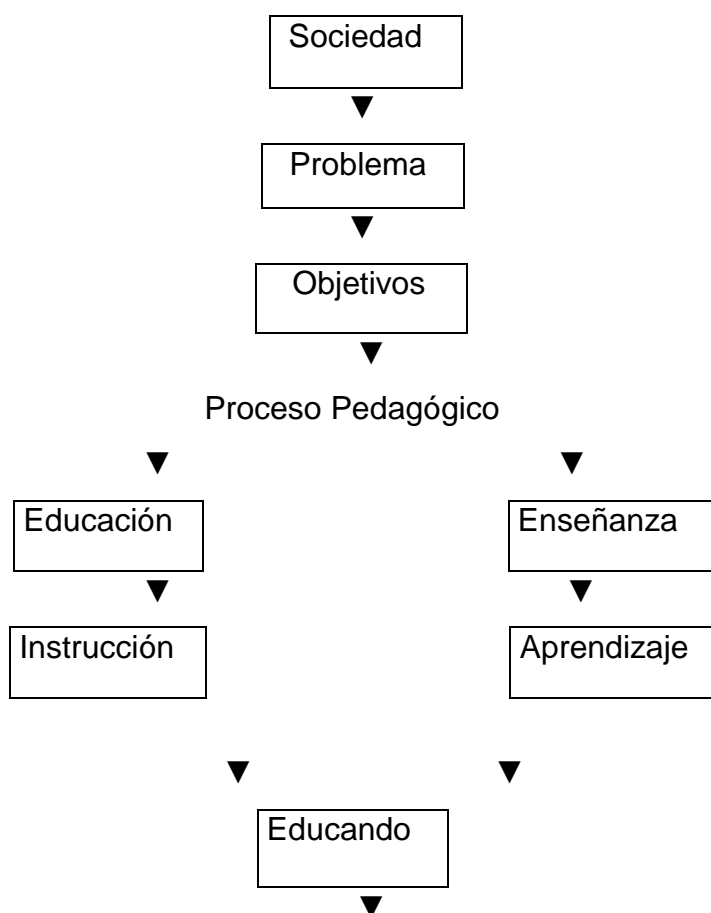 Sociedad
Problema
Objetivos
Proceso Pedagógico
Educación
Enseñanza
Instrucción
Aprendizaje
Educando